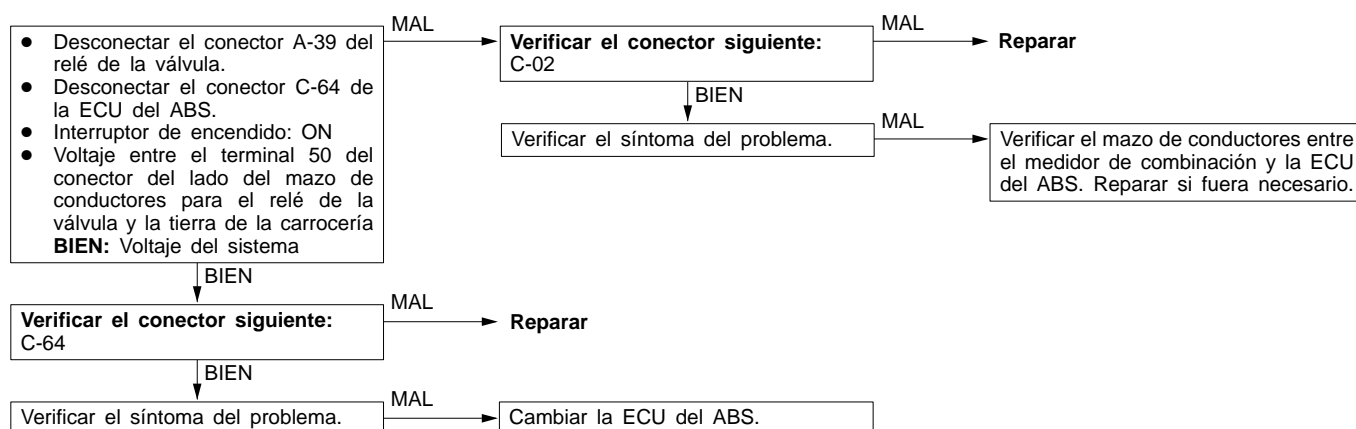 ● Desconectar el conector A-39 del
relé de la válvula.
● Desconectar el conector C-64 de
la ECU del ABS.
● Interruptor de encendido: ON
● Voltaje entre el terminal 50 del
conector del lado del mazo de
conductores para el relé de la
válvula y la tierra de la carrocería
BIEN: Voltaje del sistema
MAL
Verificar el conector siguiente:
C-02
MAL
Reparar
BIEN
Verificar el síntoma del problema.
MAL
Verificar el mazo de conductores entre
el medidor de combinación y la ECU
del ABS. Reparar si fuera necesario.
BIEN
Verificar el conector siguiente:
C-64
MAL
Reparar
BIEN
Verificar el síntoma del problema.
MAL
Cambiar la ECU del ABS.